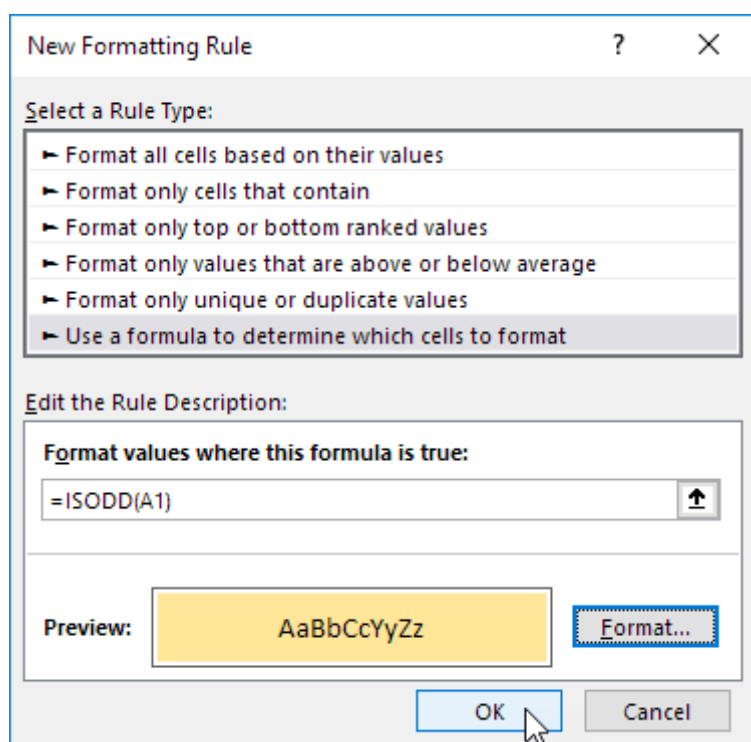 New Formatting Rule ?
Select a Rule Type:
Format all cells based on their values
Format only cells that contain
Format only top or bottom ranked values
Format only values that are above or below average
Format only unique or duplicate values
Use a formula to determine which cells to format
Edit the Rule Description:
Format values where this formula is true:
=ISODD(A1)
Preview: AaBbCcYyZz Format...
OK Cancel